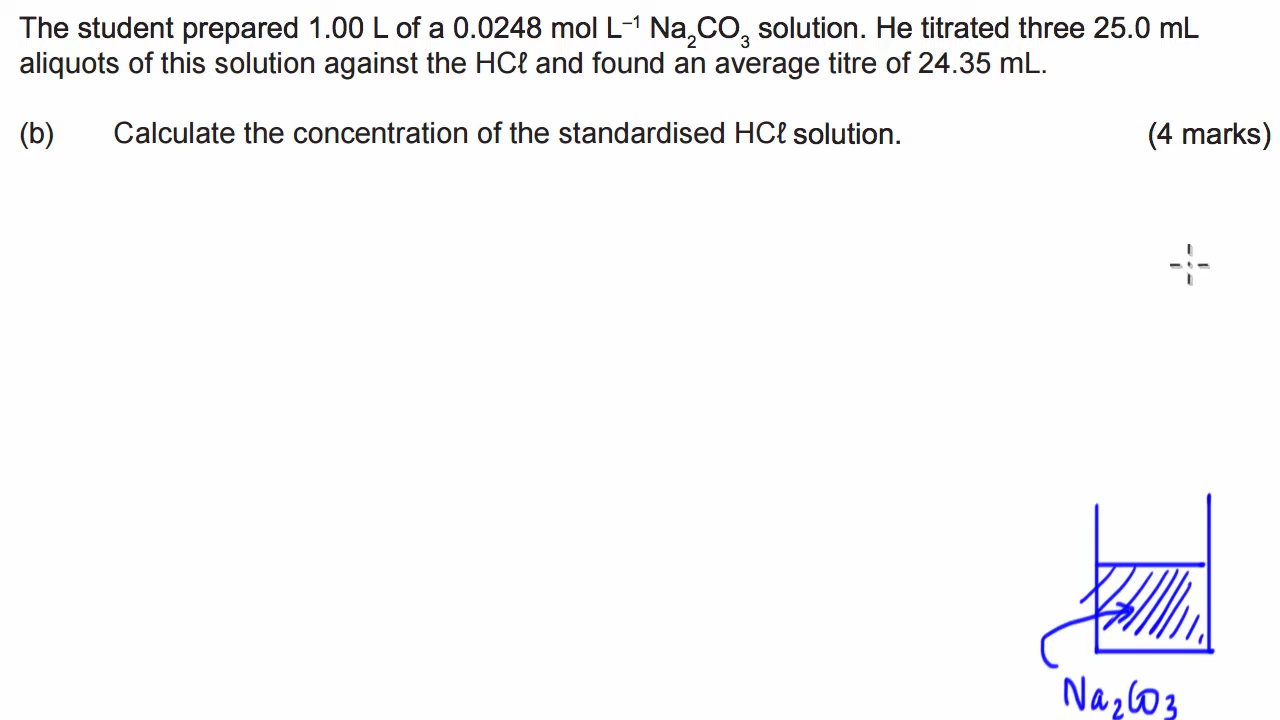 The student prepared 1.00 L of a 0.0248 mol L⁻¹ Na₂CO₃ solution. He titrated three 25.0 mL
aliquots of this solution against the HCℓ and found an average titre of 24.35 mL.
(b) Calculate the concentration of the standardised HCℓ solution. (4 marks)
Na₂CO₃